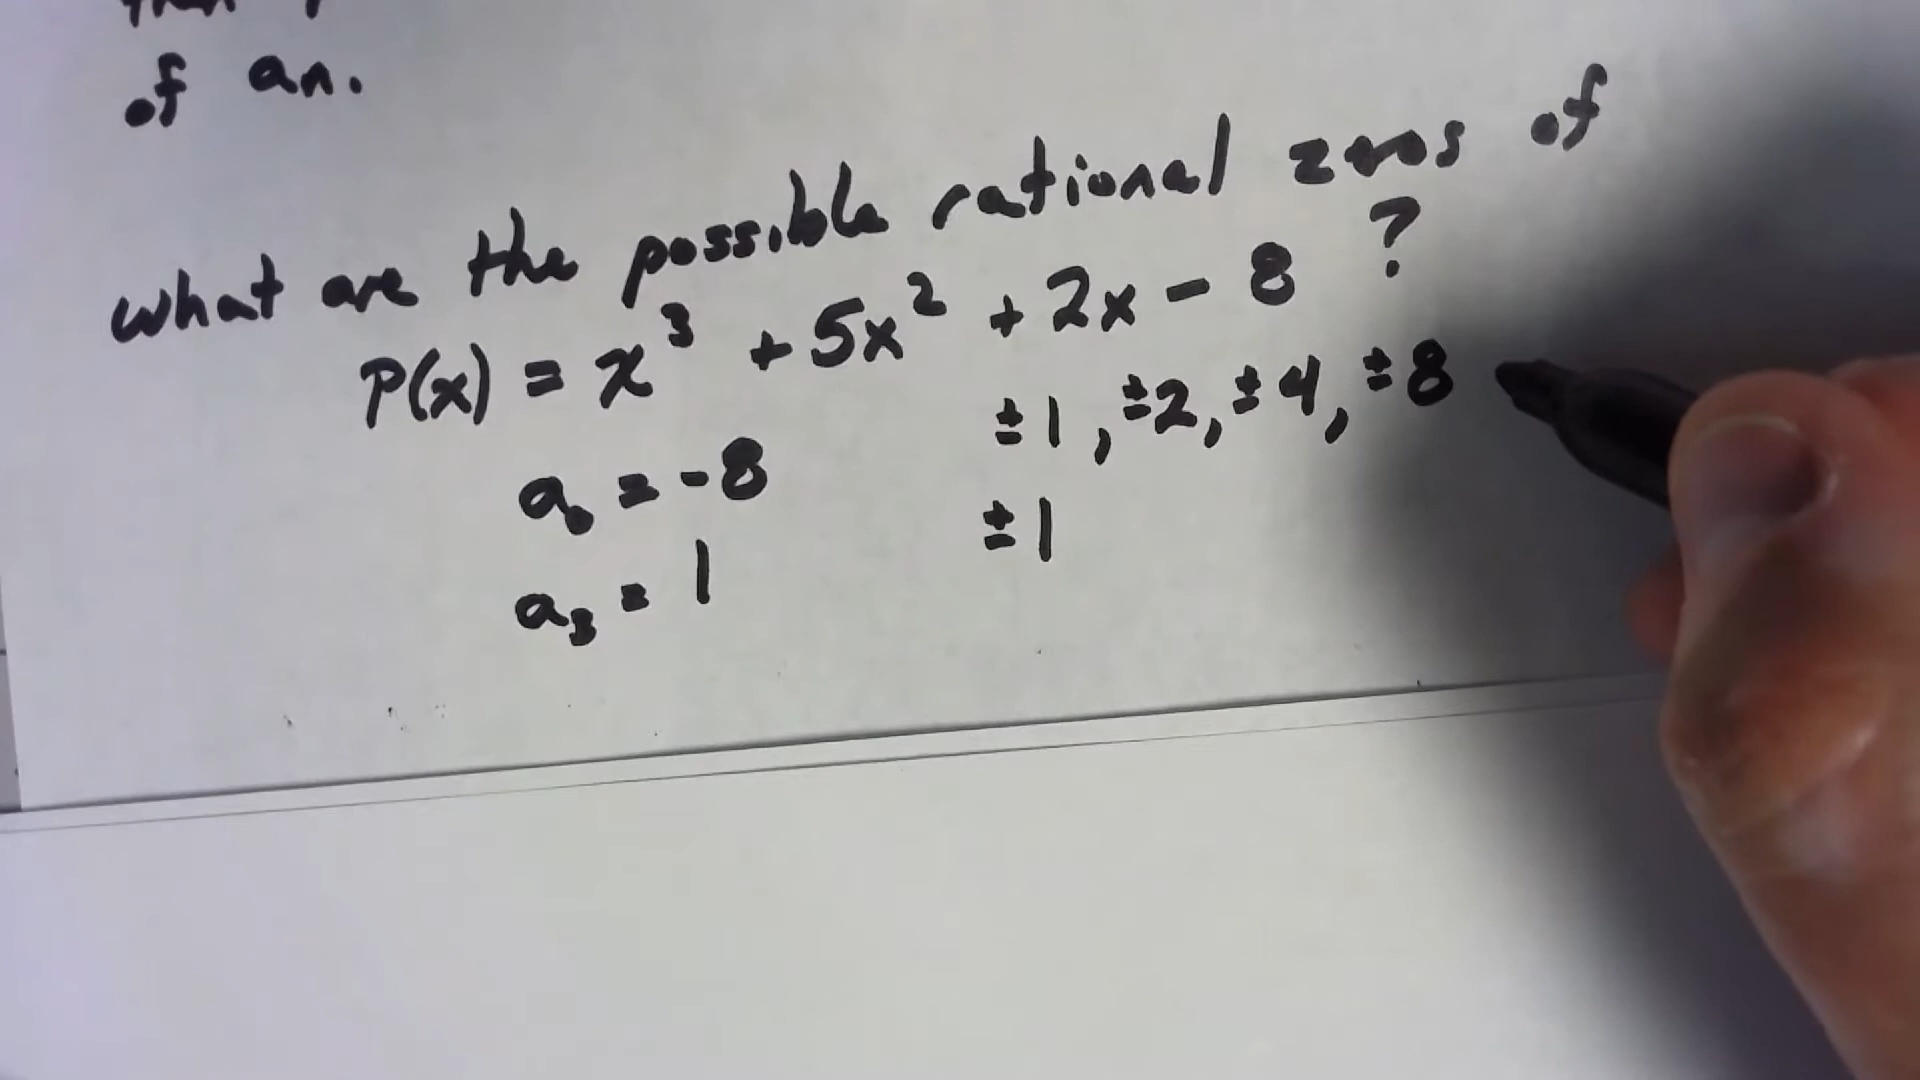 of an.
What are the possible rational zeros of
P(x) = x³ + 5x² + 2x - 8 ?
a₀ = -8 ±1, ±2, ±4, ±8
a₃ = 1 ±1